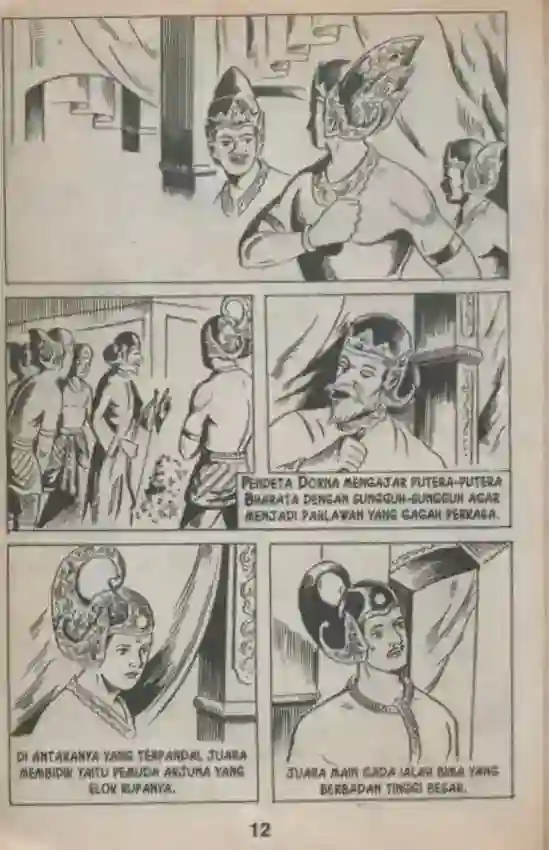 PENDETA DORNA MENGAJAR PUTERA-PUTERA
BHARATA DENGAN SUNGGUH-SUNGGUH AGAR
MENJADI PAHLAWAN YANG GAGAH PERKASA.
DI ANTARANYA YANG TERPANDAI, JUARA
MEMBIDIK YAITU PEMUDA ARJUNA YANG
ELOK RUPANYA.
JUARA MAIN GADA IALAH BIMA YANG
BERBADAN TINGGI BESAR.
12